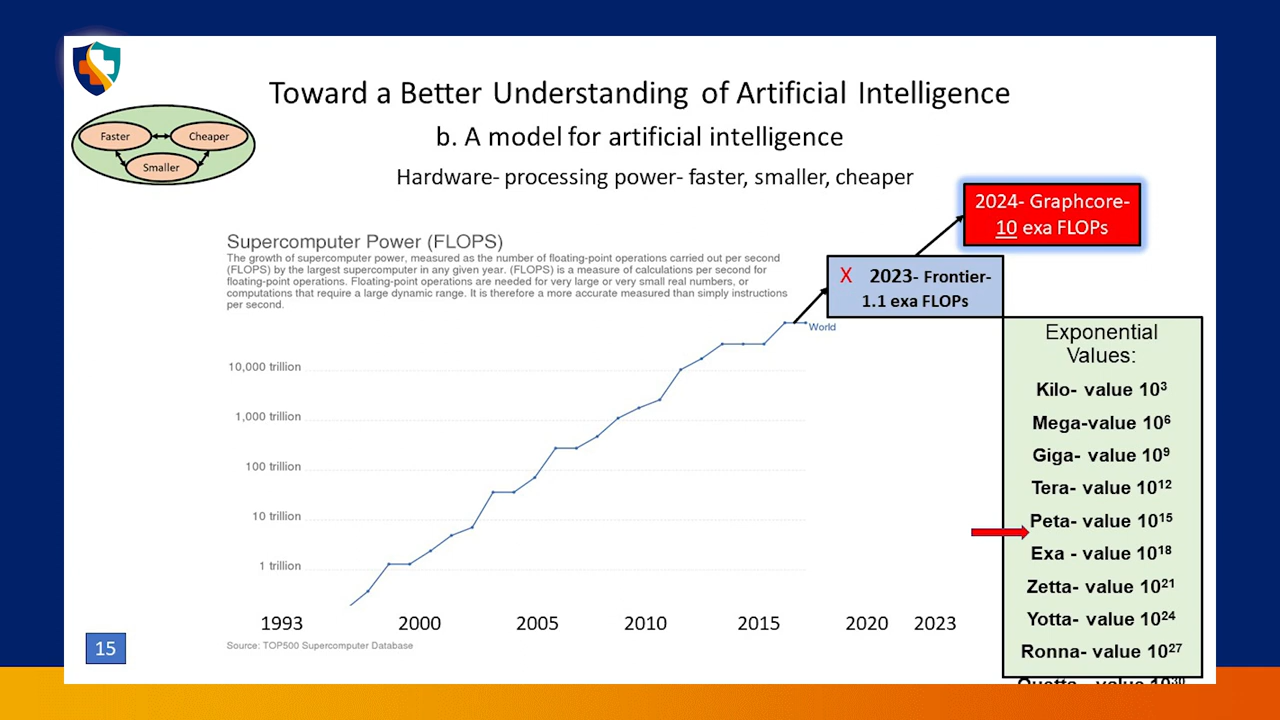 Toward a Better Understanding of Artificial Intelligence
b. A model for artificial intelligence
Hardware- processing power- faster, smaller, cheaper
Faster
Cheaper
Smaller
2024- Graphcore-
10 exa FLOPs
X 2023- Frontier-
1.1 exa FLOPs
Supercomputer Power (FLOPS)
The growth of supercomputer power, measured as the number of floating-point operations carried out per second
(FLOPS) by the largest supercomputer in any given year. (FLOPS) is a measure of calculations per second for
floating-point operations. Floating-point operations are needed for very large or very small real numbers, or
computations that require a large dynamic range. It is therefore a more accurate measured than simply instructions
per second.
World
10,000 trillion
1,000 trillion
100 trillion
10 trillion
1 trillion
1993 2000 2005 2010 2015 2020 2023
Source: TOP500 Supercomputer Database
15
Exponential
Values:
Kilo- value 10³
Mega-value 10⁶
Giga- value 10⁹
Tera- value 10¹²
Peta- value 10¹⁵
Exa - value 10¹⁸
Zetta- value 10²¹
Yotta- value 10²⁴
Ronna- value 10²⁷